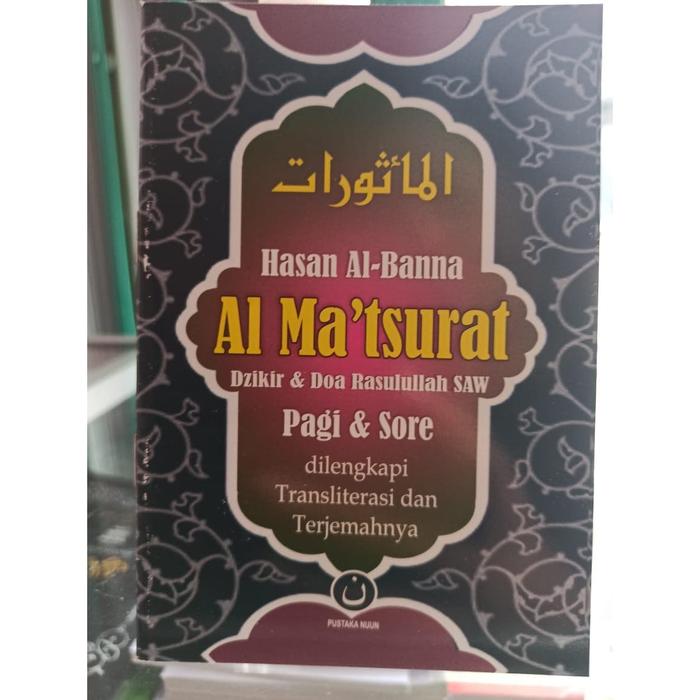 المأثورات
Hasan Al-Banna
Al Ma'tsurat
Dzikir & Doa Rasulullah SAW
Pagi & Sore
dilengkapi
Transliterasi dan
Terjemahnya
ن
PUSTAKA NUUN